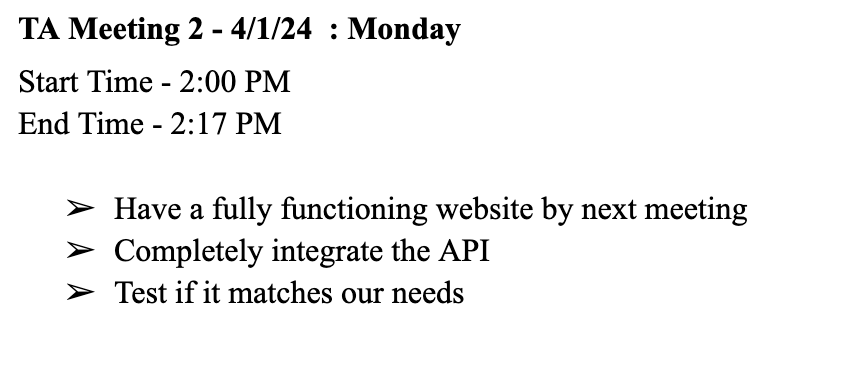 TA Meeting 2 - 4/1/24 : Monday
Start Time - 2:00 PM
End Time - 2:17 PM
➢ Have a fully functioning website by next meeting
➢ Completely integrate the API
➢ Test if it matches our needs